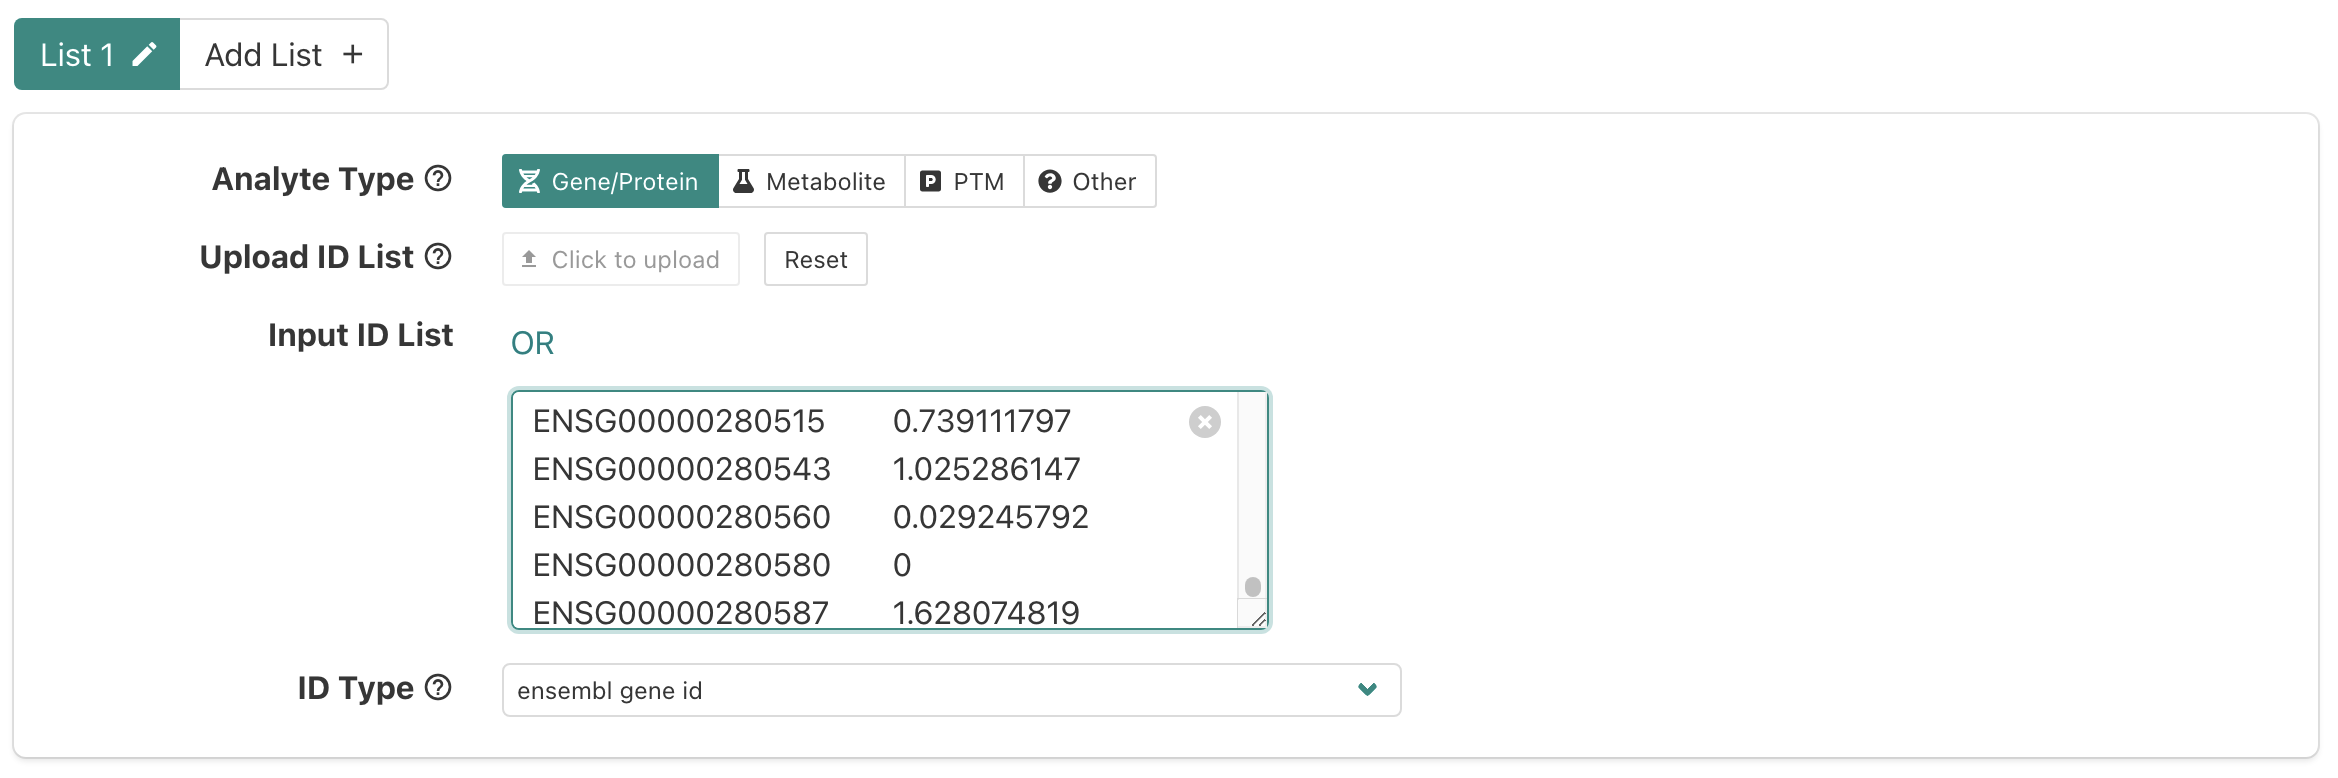 List 1
Add List +
Analyte Type
Gene/Protein
Metabolite
PTM
Other
Upload ID List
Click to upload
Reset
Input ID List
OR
ENSG00000280515 0.739111797
ENSG00000280543 1.025286147
ENSG00000280560 0.029245792
ENSG00000280580 0
ENSG00000280587 1.628074819
ID Type
ensembl gene id